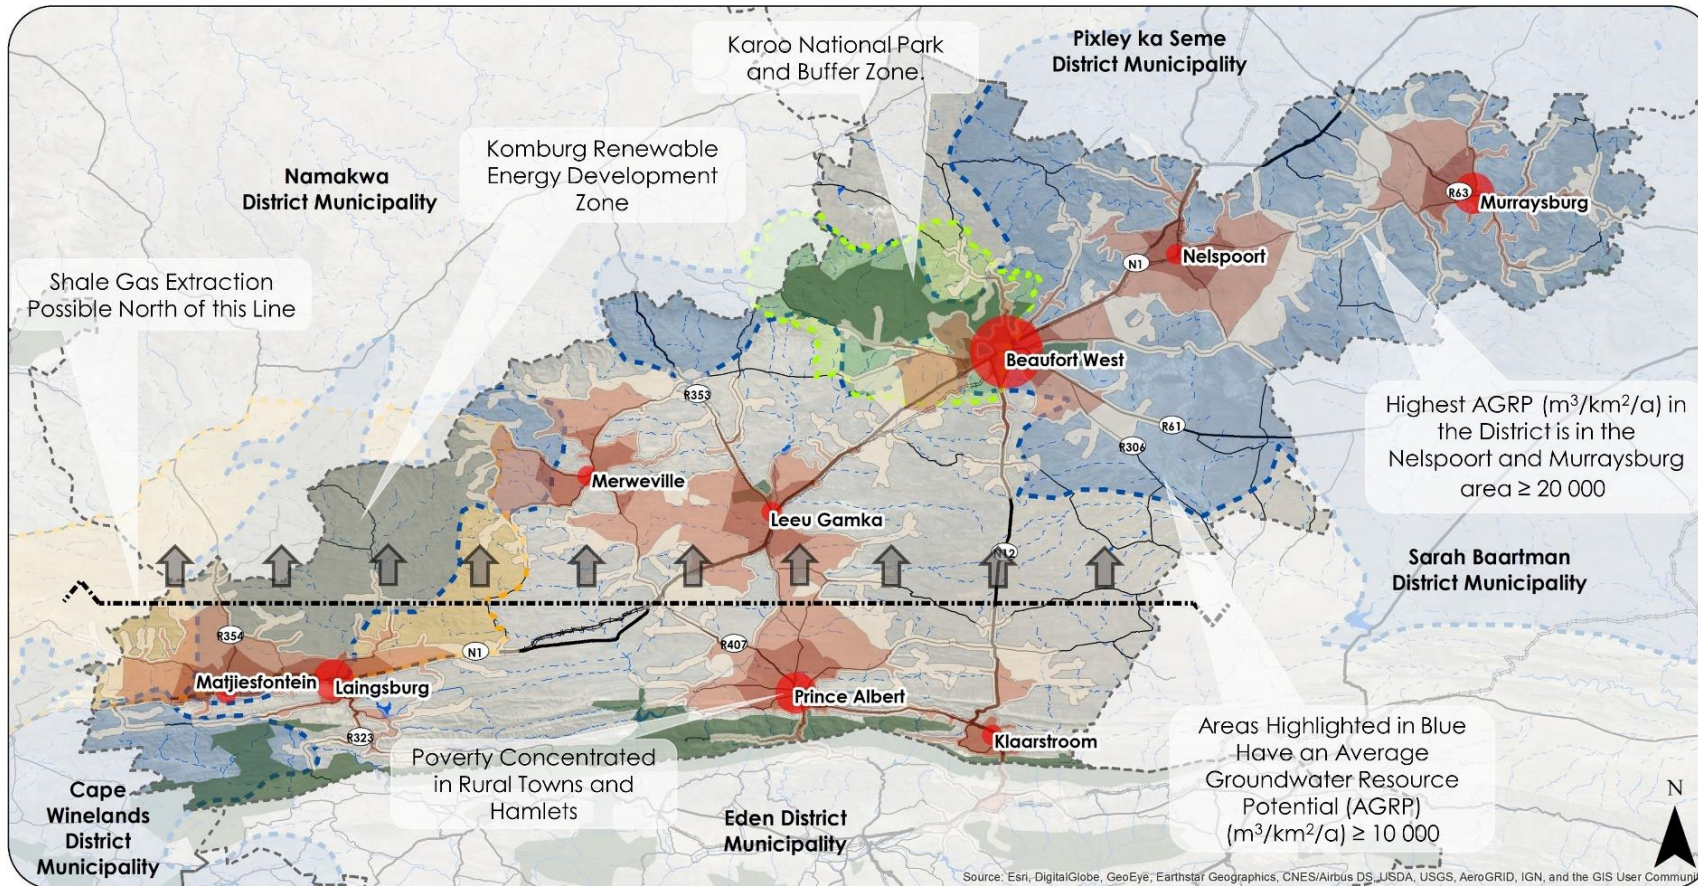 Karoo National Park
and Buffer Zone.
Pixley ka Seme
District Municipality
Komburg Renewable
Energy Development
Zone
Namakwa
District Municipality
R63
Murraysburg
Nelspoort
N1
Shale Gas Extraction
Possible North of this Line
Beaufort West
R353
Highest AGRP (m³/km²/a) in
the District is in the
Nelspoort and Murraysburg
area ≥ 20 000
R61
R306
Merweville
Leeu Gamka
N12
Sarah Baartman
District Municipality
R354
R407
N1
Matjiesfontein
Laingsburg
Prince Albert
R323
Klaarstroom
Poverty Concentrated
in Rural Towns and
Hamlets
Areas Highlighted in Blue
Have an Average
Groundwater Resource
Potential (AGRP)
(m³/km²/a) ≥ 10 000
Cape
Winelands
District
Municipality
Eden District
Municipality
N
Source: Esri, DigitalGlobe, GeoEye, Earthstar Geographics, CNES/Airbus DS, USDA, USGS, AeroGRID, IGN, and the GIS User